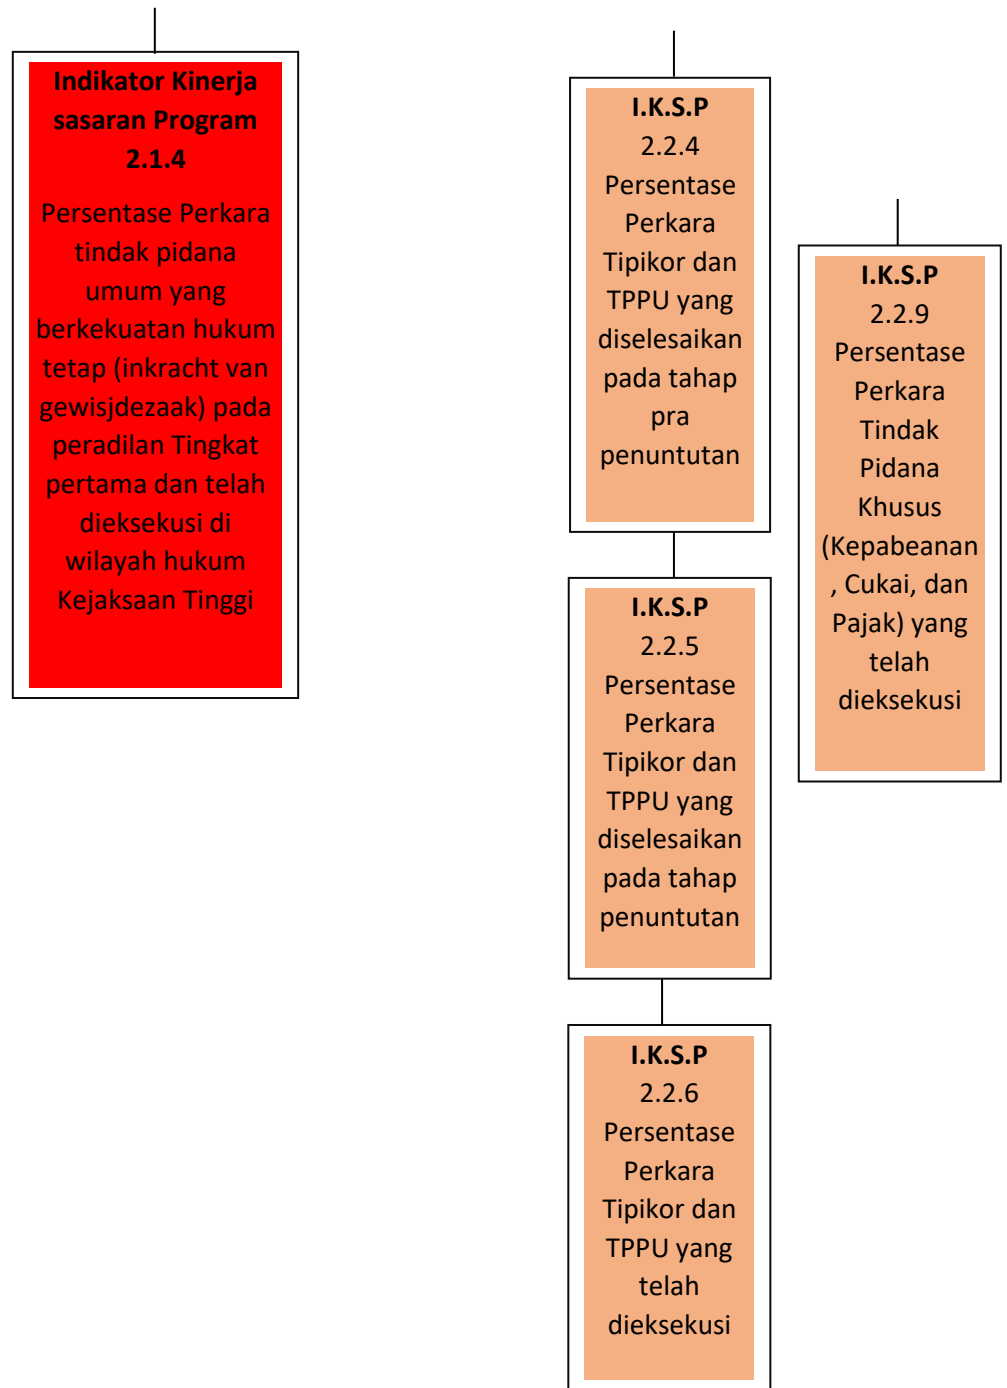 Indikator Kinerja
sasaran Program
2.1.4
Persentase Perkara
tindak pidana
umum yang
berkekuatan hukum
tetap (inkracht van
gewisjdezaak) pada
peradilan Tingkat
pertama dan telah
dieksekusi di
wilayah hukum
Kejaksaan Tinggi
I.K.S.P
2.2.4
Persentase
Perkara
Tipikor dan
TPPU yang
diselesaikan
pada tahap
pra
penuntutan
I.K.S.P
2.2.5
Persentase
Perkara
Tipikor dan
TPPU yang
diselesaikan
pada tahap
penuntutan
I.K.S.P
2.2.6
Persentase
Perkara
Tipikor dan
TPPU yang
telah
dieksekusi
I.K.S.P
2.2.9
Persentase
Perkara
Tindak
Pidana
Khusus
(Kepabeanan
, Cukai, dan
Pajak) yang
telah
dieksekusi